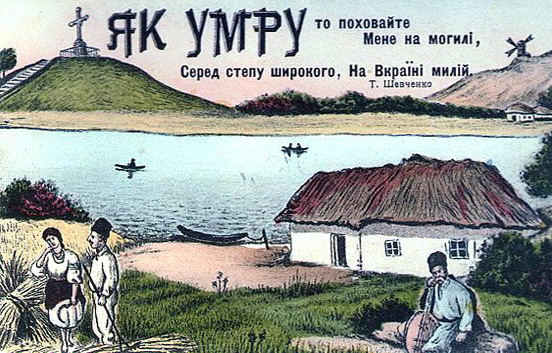 ЯК УМРУ то поховайте
Мене на могилі,
Серед степу широкого, На Вкраїні милій.
Т. Шевченко